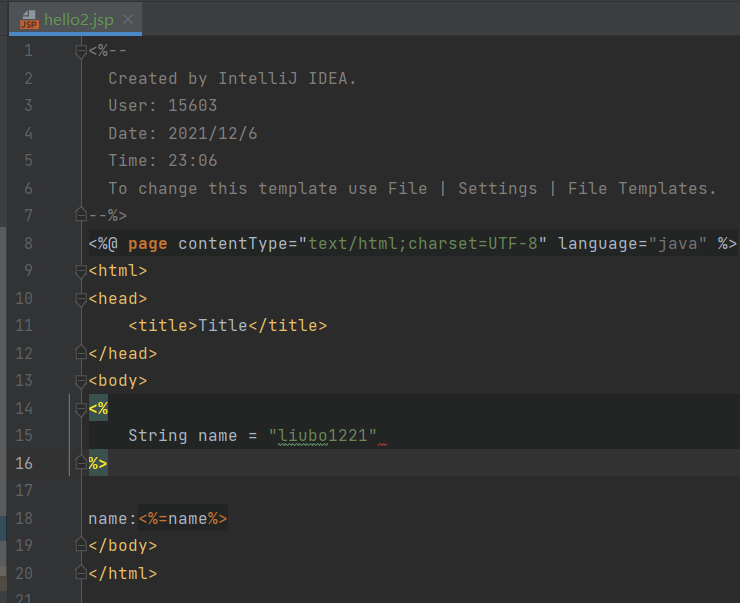 JSP hello2.jsp
1 <%--
2 Created by IntelliJ IDEA.
3 User: 15603
4 Date: 2021/12/6
5 Time: 23:06
6 To change this template use File | Settings | File Templates.
7 --%>
8 <%@ page contentType="text/html;charset=UTF-8" language="java" %>
9 <html>
10 <head>
11 <title>Title</title>
12 </head>
13 <body>
14 <%
15 String name = "liubo1221"
16 %>
17
18 name:<%=name%>
19 </body>
20 </html>
21